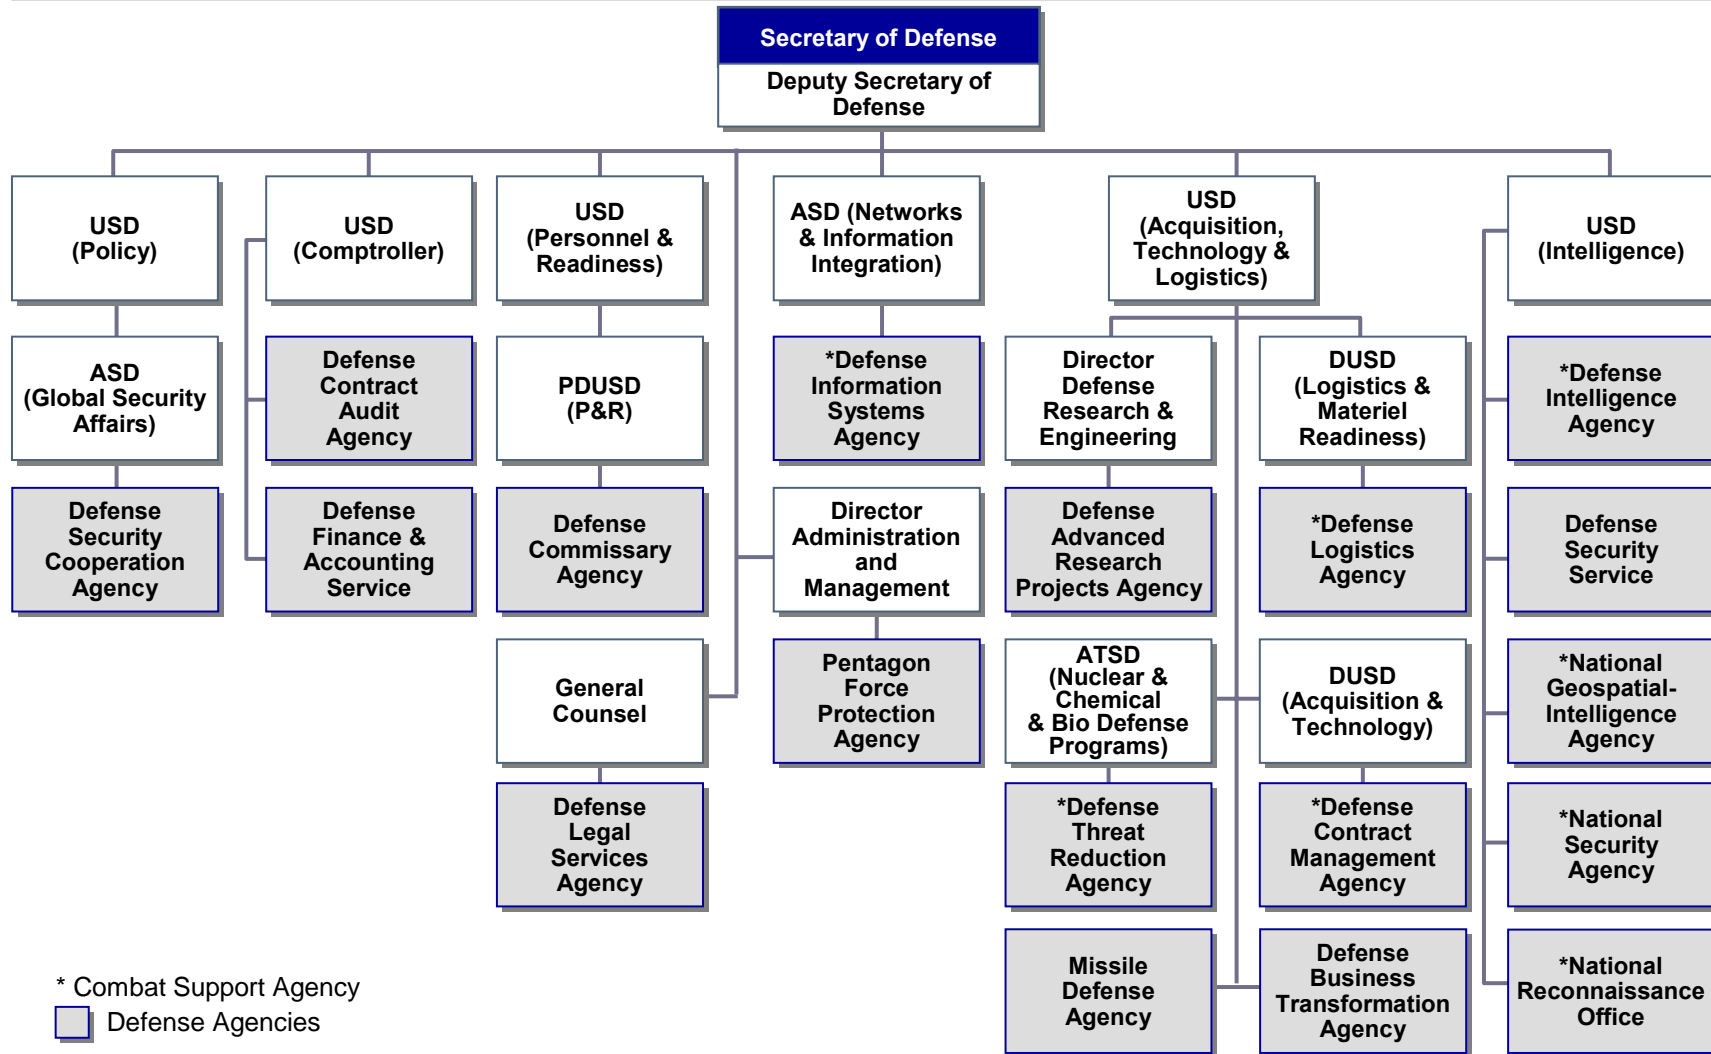 Secretary of Defense
Deputy Secretary of
Defense
USD
(Policy)
USD
(Comptroller)
USD
(Personnel &
Readiness)
ASD (Networks
& Information
Integration)
USD
(Acquisition,
Technology &
Logistics)
USD
(Intelligence)
ASD
(Global Security
Affairs)
Defense
Contract
Audit
Agency
PDUSD
(P&R)
*Defense
Information
Systems
Agency
Director
Defense
Research &
Engineering
DUSD
(Logistics &
Materiel
Readiness)
*Defense
Intelligence
Agency
Defense
Security
Cooperation
Agency
Defense
Finance &
Accounting
Service
Defense
Commissary
Agency
Director
Administration
and
Management
Defense
Advanced
Research
Projects Agency
*Defense
Logistics
Agency
Defense
Security
Service
General
Counsel
Pentagon
Force
Protection
Agency
ATSD
(Nuclear &
Chemical
& Bio Defense
Programs)
DUSD
(Acquisition &
Technology)
*National
Geospatial-
Intelligence
Agency
Defense
Legal
Services
Agency
*Defense
Threat
Reduction
Agency
*Defense
Contract
Management
Agency
*National
Security
Agency
Missile
Defense
Agency
Defense
Business
Transformation
Agency
*National
Reconnaissance
Office
* Combat Support Agency
Defense Agencies